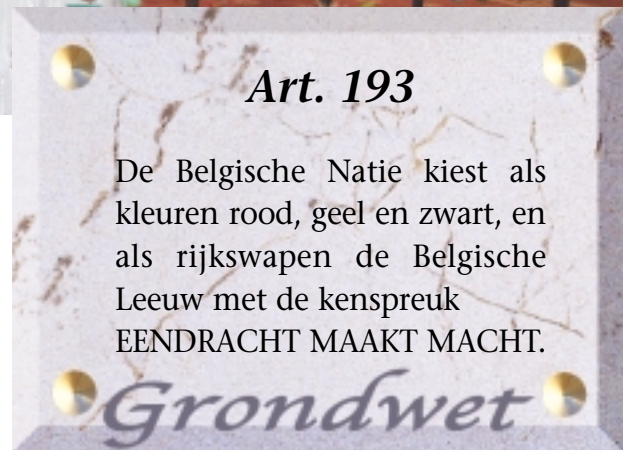 Art. 193
De Belgische Natie kiest als
kleuren rood, geel en zwart, en
als rijkswapen de Belgische
Leeuw met de kenspreuk
EENDRACHT MAAKT MACHT.
Grondwet